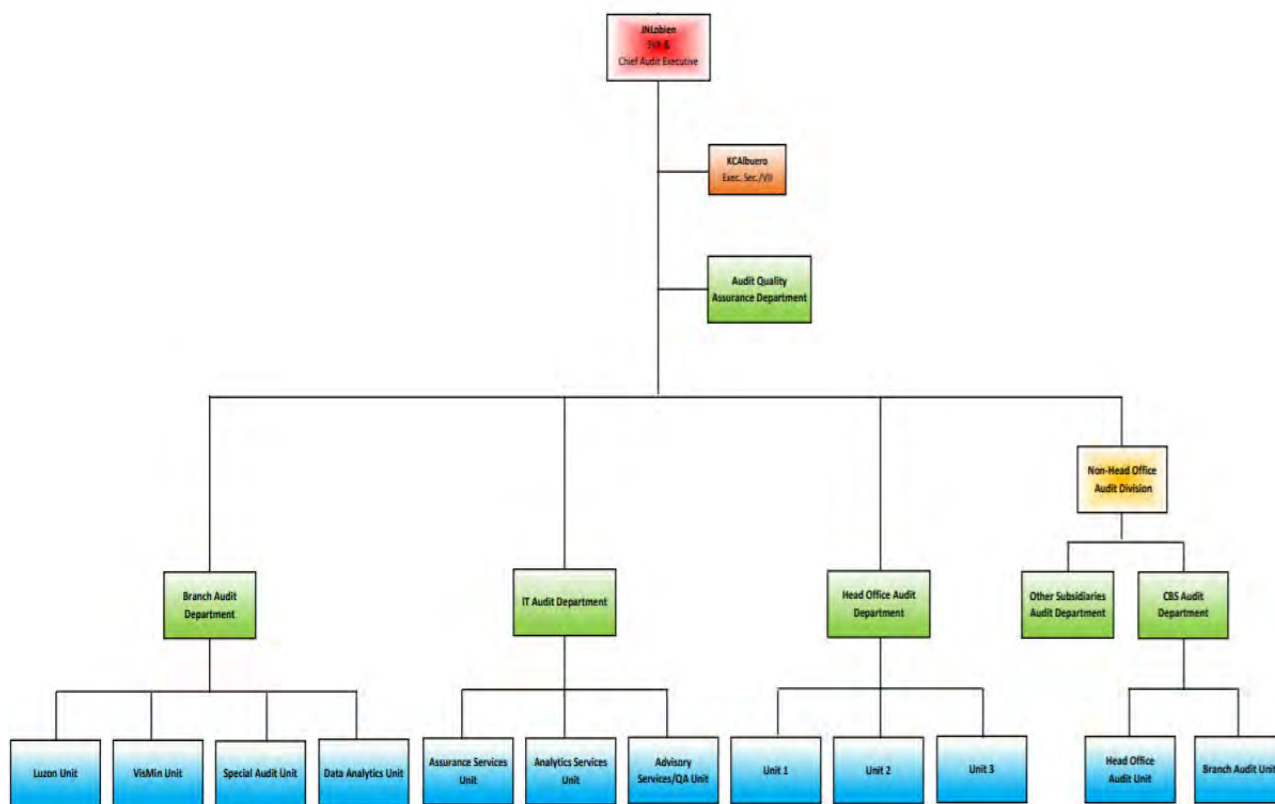 JNLobien
SVP &
Chief Audit Executive
KCAlbuero
Exec. Sec./VII
Audit Quality
Assurance Department
Non-Head Office
Audit Division
Branch Audit
Department
IT Audit Department
Head Office Audit
Department
Other Subsidiaries
Audit Department
CBS Audit
Department
Luzon Unit
VisMin Unit
Special Audit Unit
Data Analytics Unit
Assurance Services
Unit
Analytics Services
Unit
Advisory
Services/QA Unit
Unit 1
Unit 2
Unit 3
Head Office
Audit Unit
Branch Audit Unit